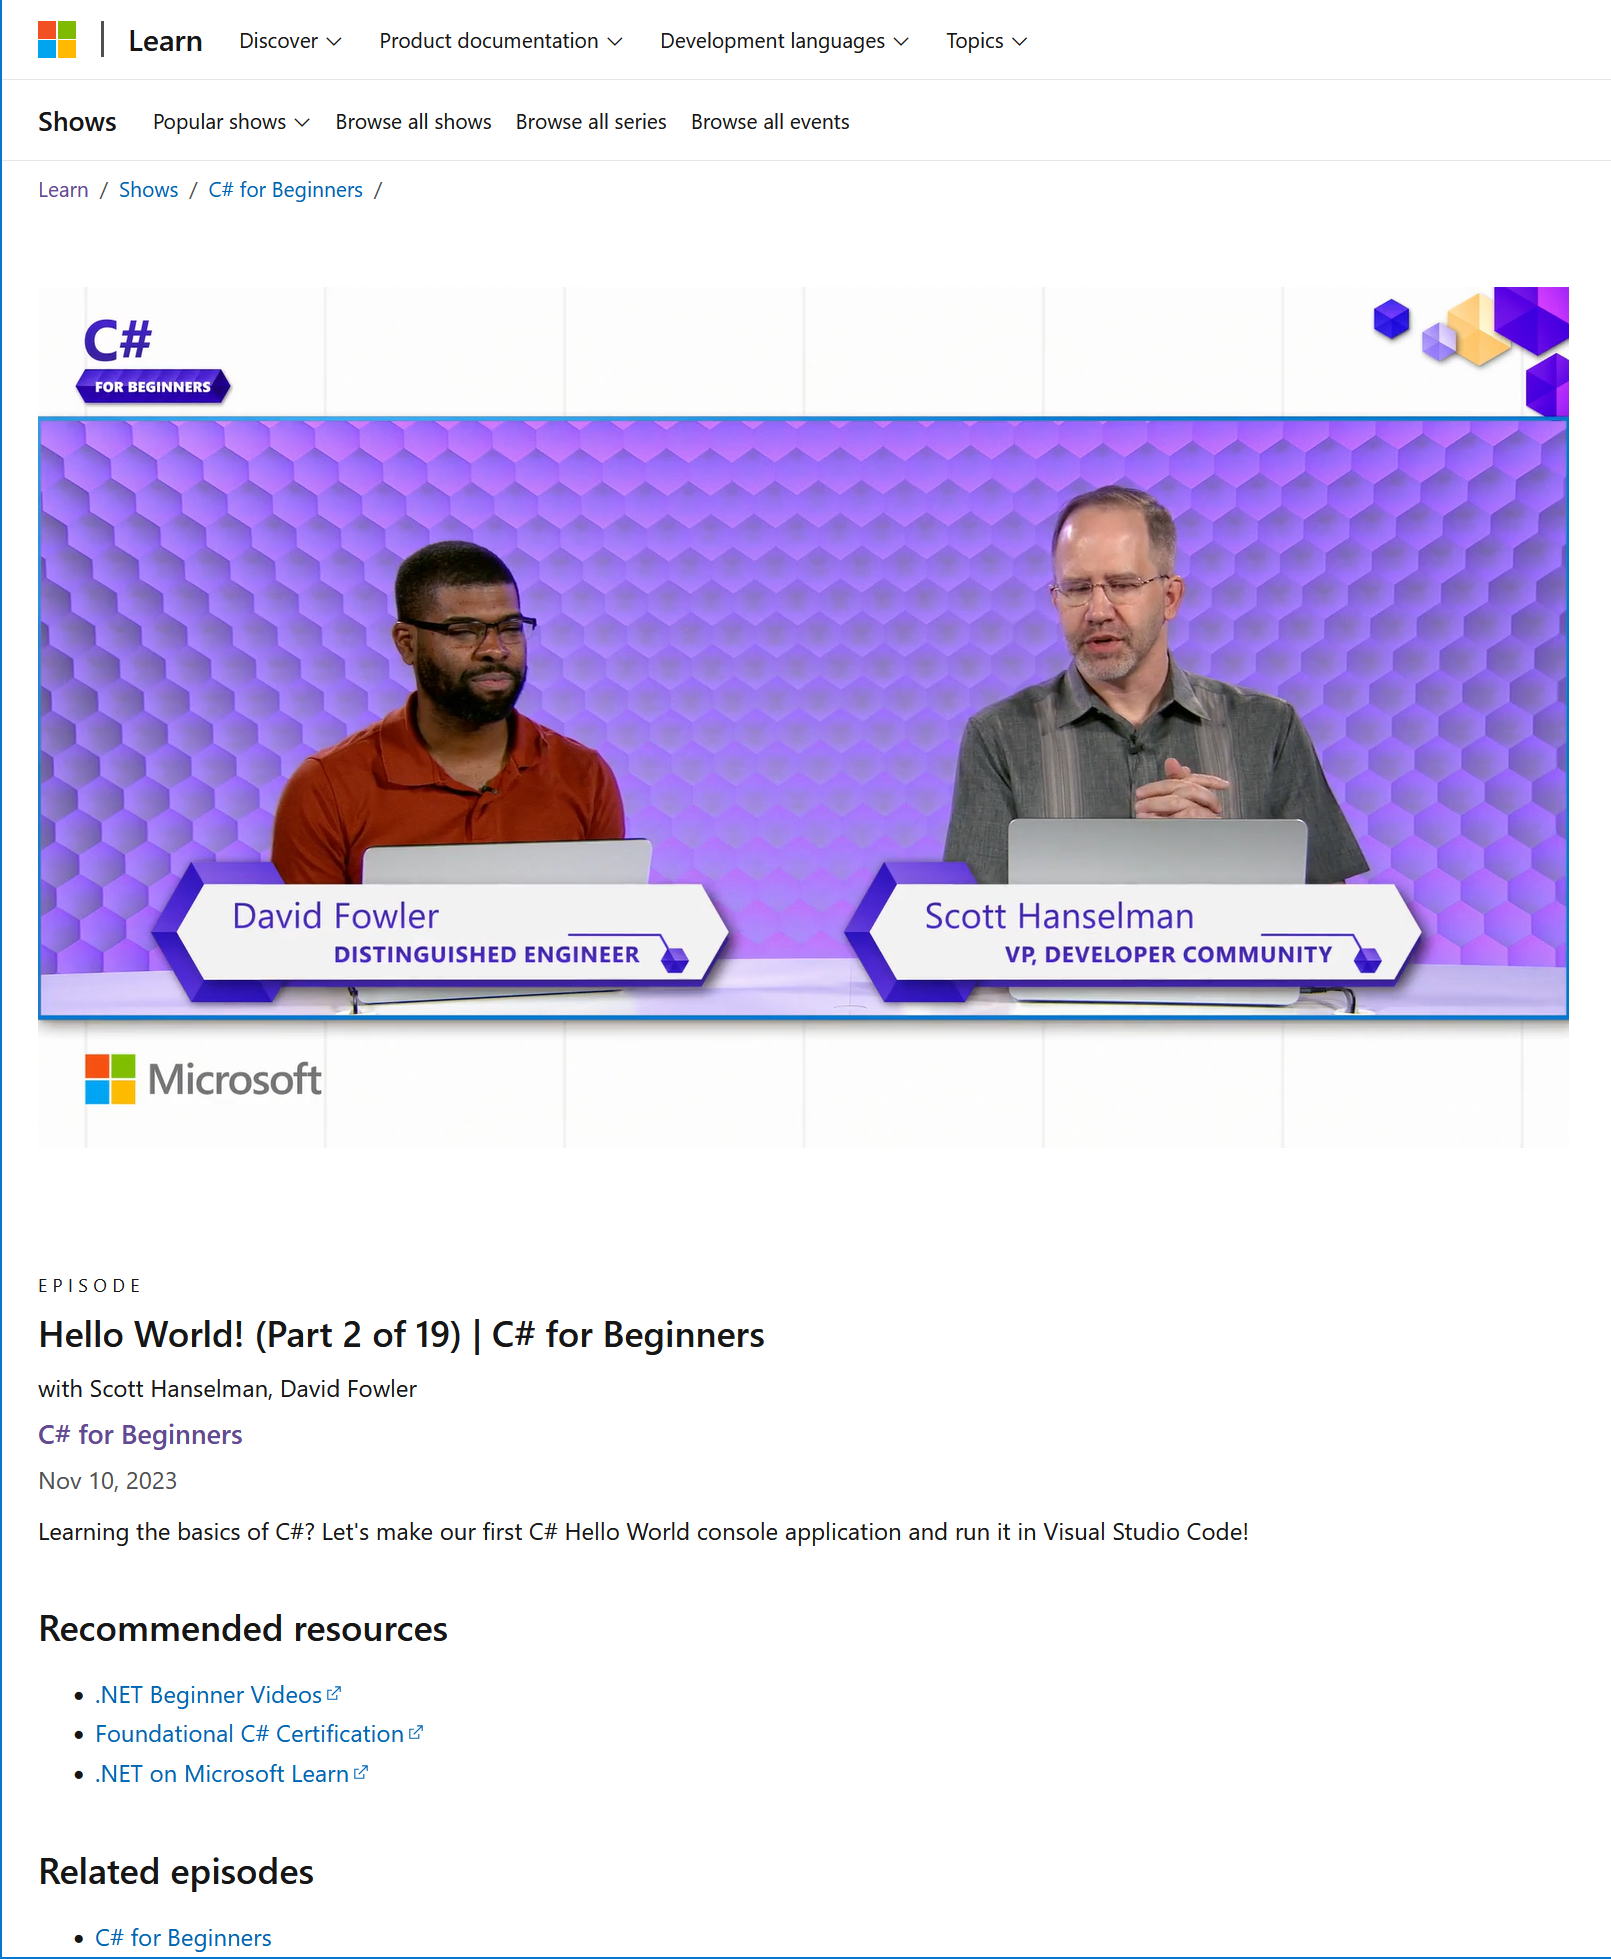 Learn Discover Product documentation Development languages Topics
Shows Popular shows Browse all shows Browse all series Browse all events
Learn / Shows / C# for Beginners /
C#
FOR BEGINNERS
David Fowler
DISTINGUISHED ENGINEER
Scott Hanselman
VP, DEVELOPER COMMUNITY
Microsoft
EPISODE
Hello World! (Part 2 of 19) | C# for Beginners
with Scott Hanselman, David Fowler
C# for Beginners
Nov 10, 2023
Learning the basics of C#? Let's make our first C# Hello World console application and run it in Visual Studio Code!
Recommended resources
• .NET Beginner Videos
• Foundational C# Certification
• .NET on Microsoft Learn
Related episodes
• C# for Beginners